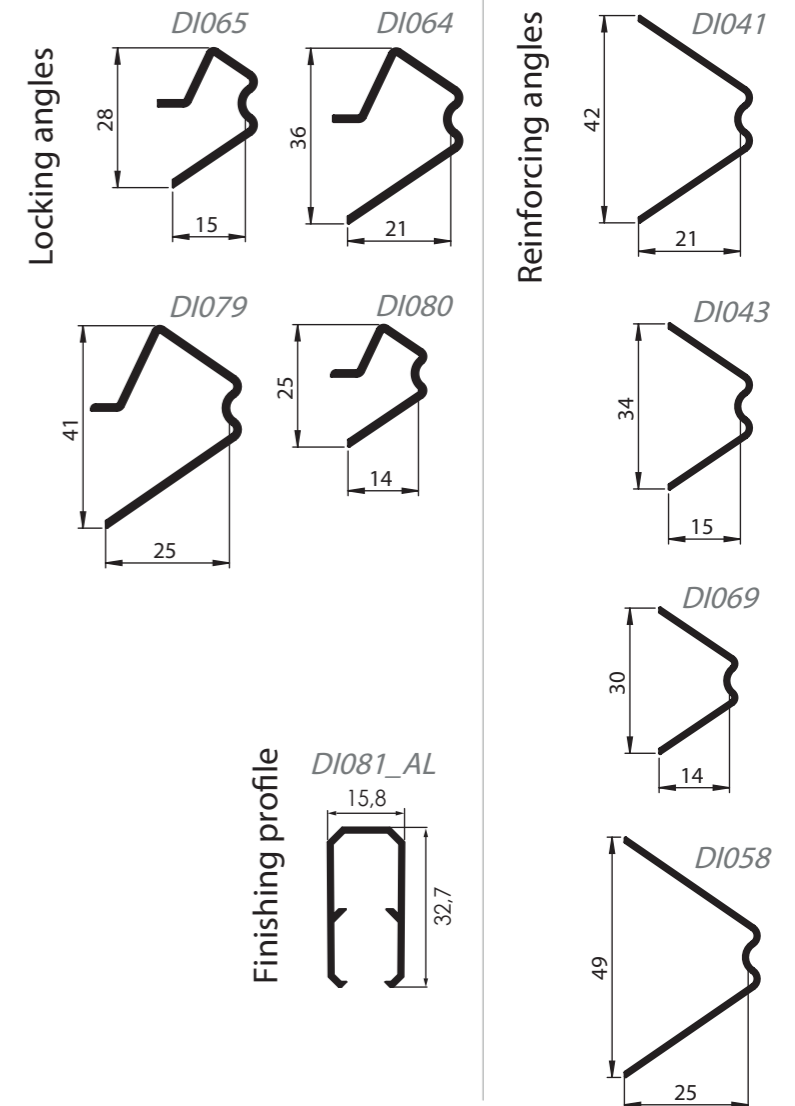 Locking angles
DI065
28
15
DI064
36
21
DI079
41
25
DI080
25
14
Finishing profile
DI081_AL
15,8
32,7
Reinforcing angles
DI041
42
21
DI043
34
15
DI069
30
14
DI058
49
25